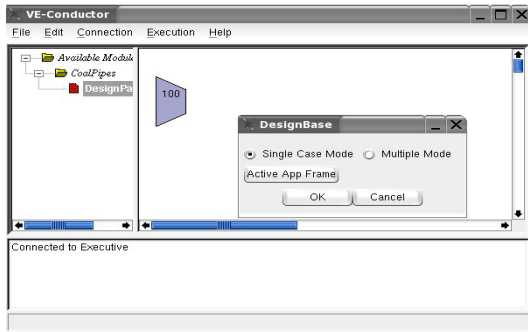 VE-Conductor
File Edit Connection Execution Help
Available Modul
CoalPipes
DesignPa
100
DesignBase
Single Case Mode Multiple Mode
Active App Frame
OK Cancel
Connected to Executive